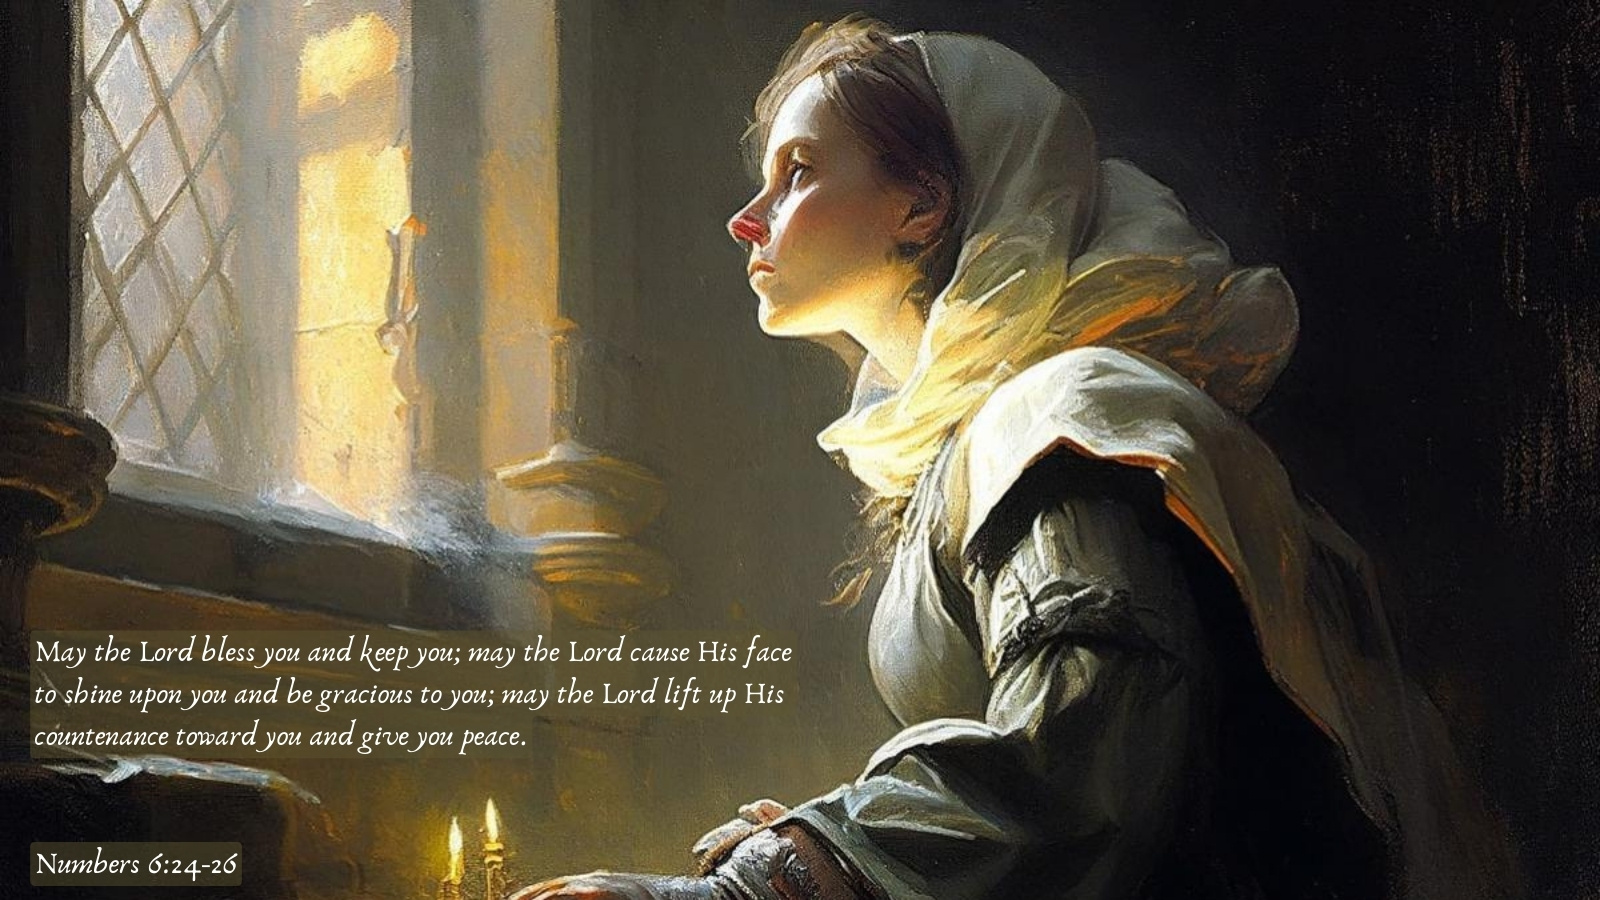 May the Lord bless you and keep you; may the Lord cause His face
to shine upon you and be gracious to you; may the Lord lift up His
countenance toward you and give you peace.
Numbers 6:24-26